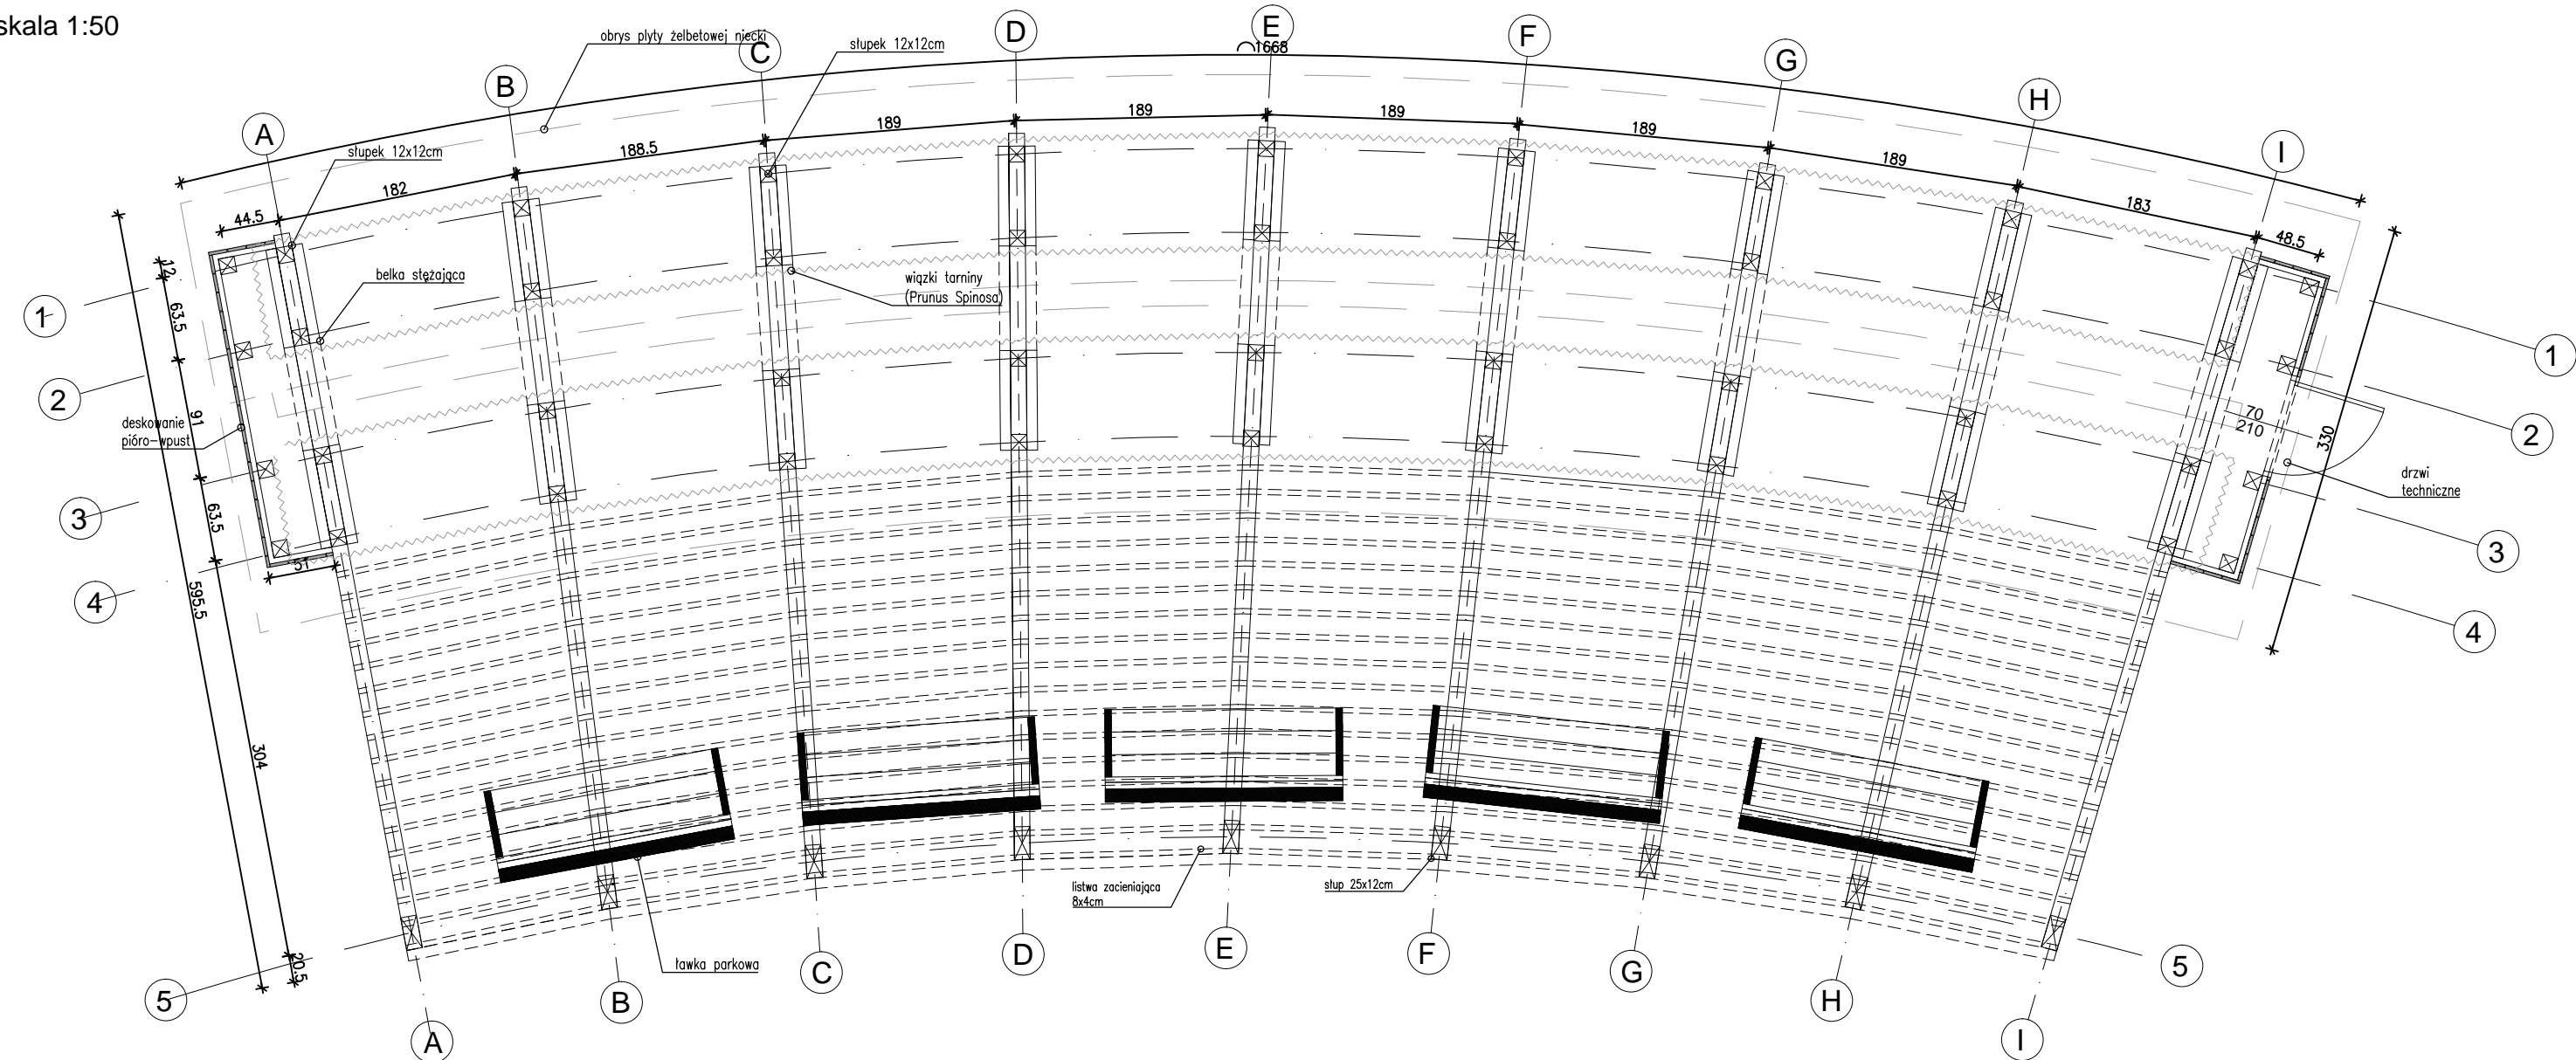 skala 1:50
A
B
C
D
E
F
G
H
I
obrys plyty żelbetowej niecki
słupek 12x12cm
1668
słupek 12x12cm
44.5
182
188.5
189
189
189
189
189
183
48.5
belka stężająca
wiązki tarniny
(Prunus Spinosa)
12
63.5
91
63.5
304
20.5
595.5
51
1
2
3
4
5
deskowanie
pióro-wpust
70
210
330
drzwi
techniczne
1
2
3
4
5
listwa zacieniająca
8x4cm
słup 25x12cm
ławka parkowa
A
B
C
D
E
F
G
H
I